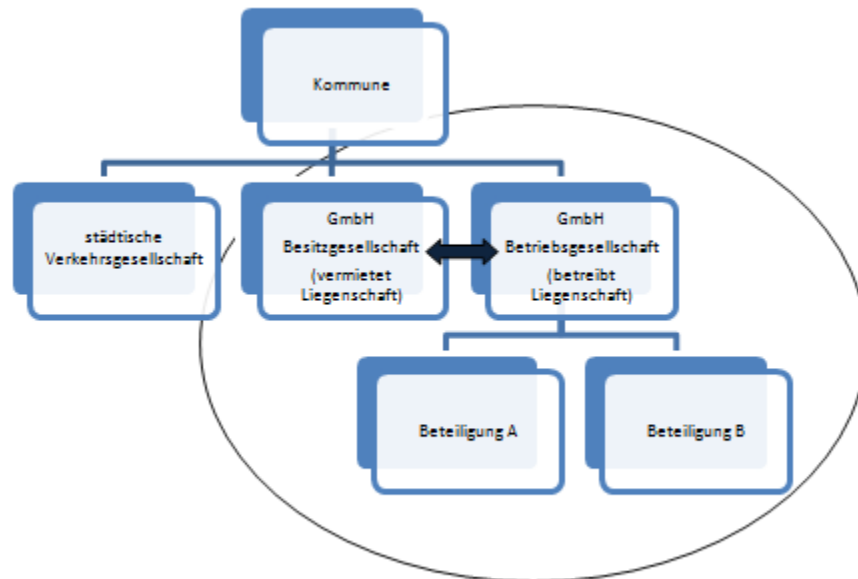 Kommune
städtische
Verkehrsgesellschaft
GmbH
Besitzgesellschaft
(vermietet
Liegenschaft)
GmbH
Betriebsgesellschaft
(betreibt
Liegenschaft)
Beteiligung A
Beteiligung B